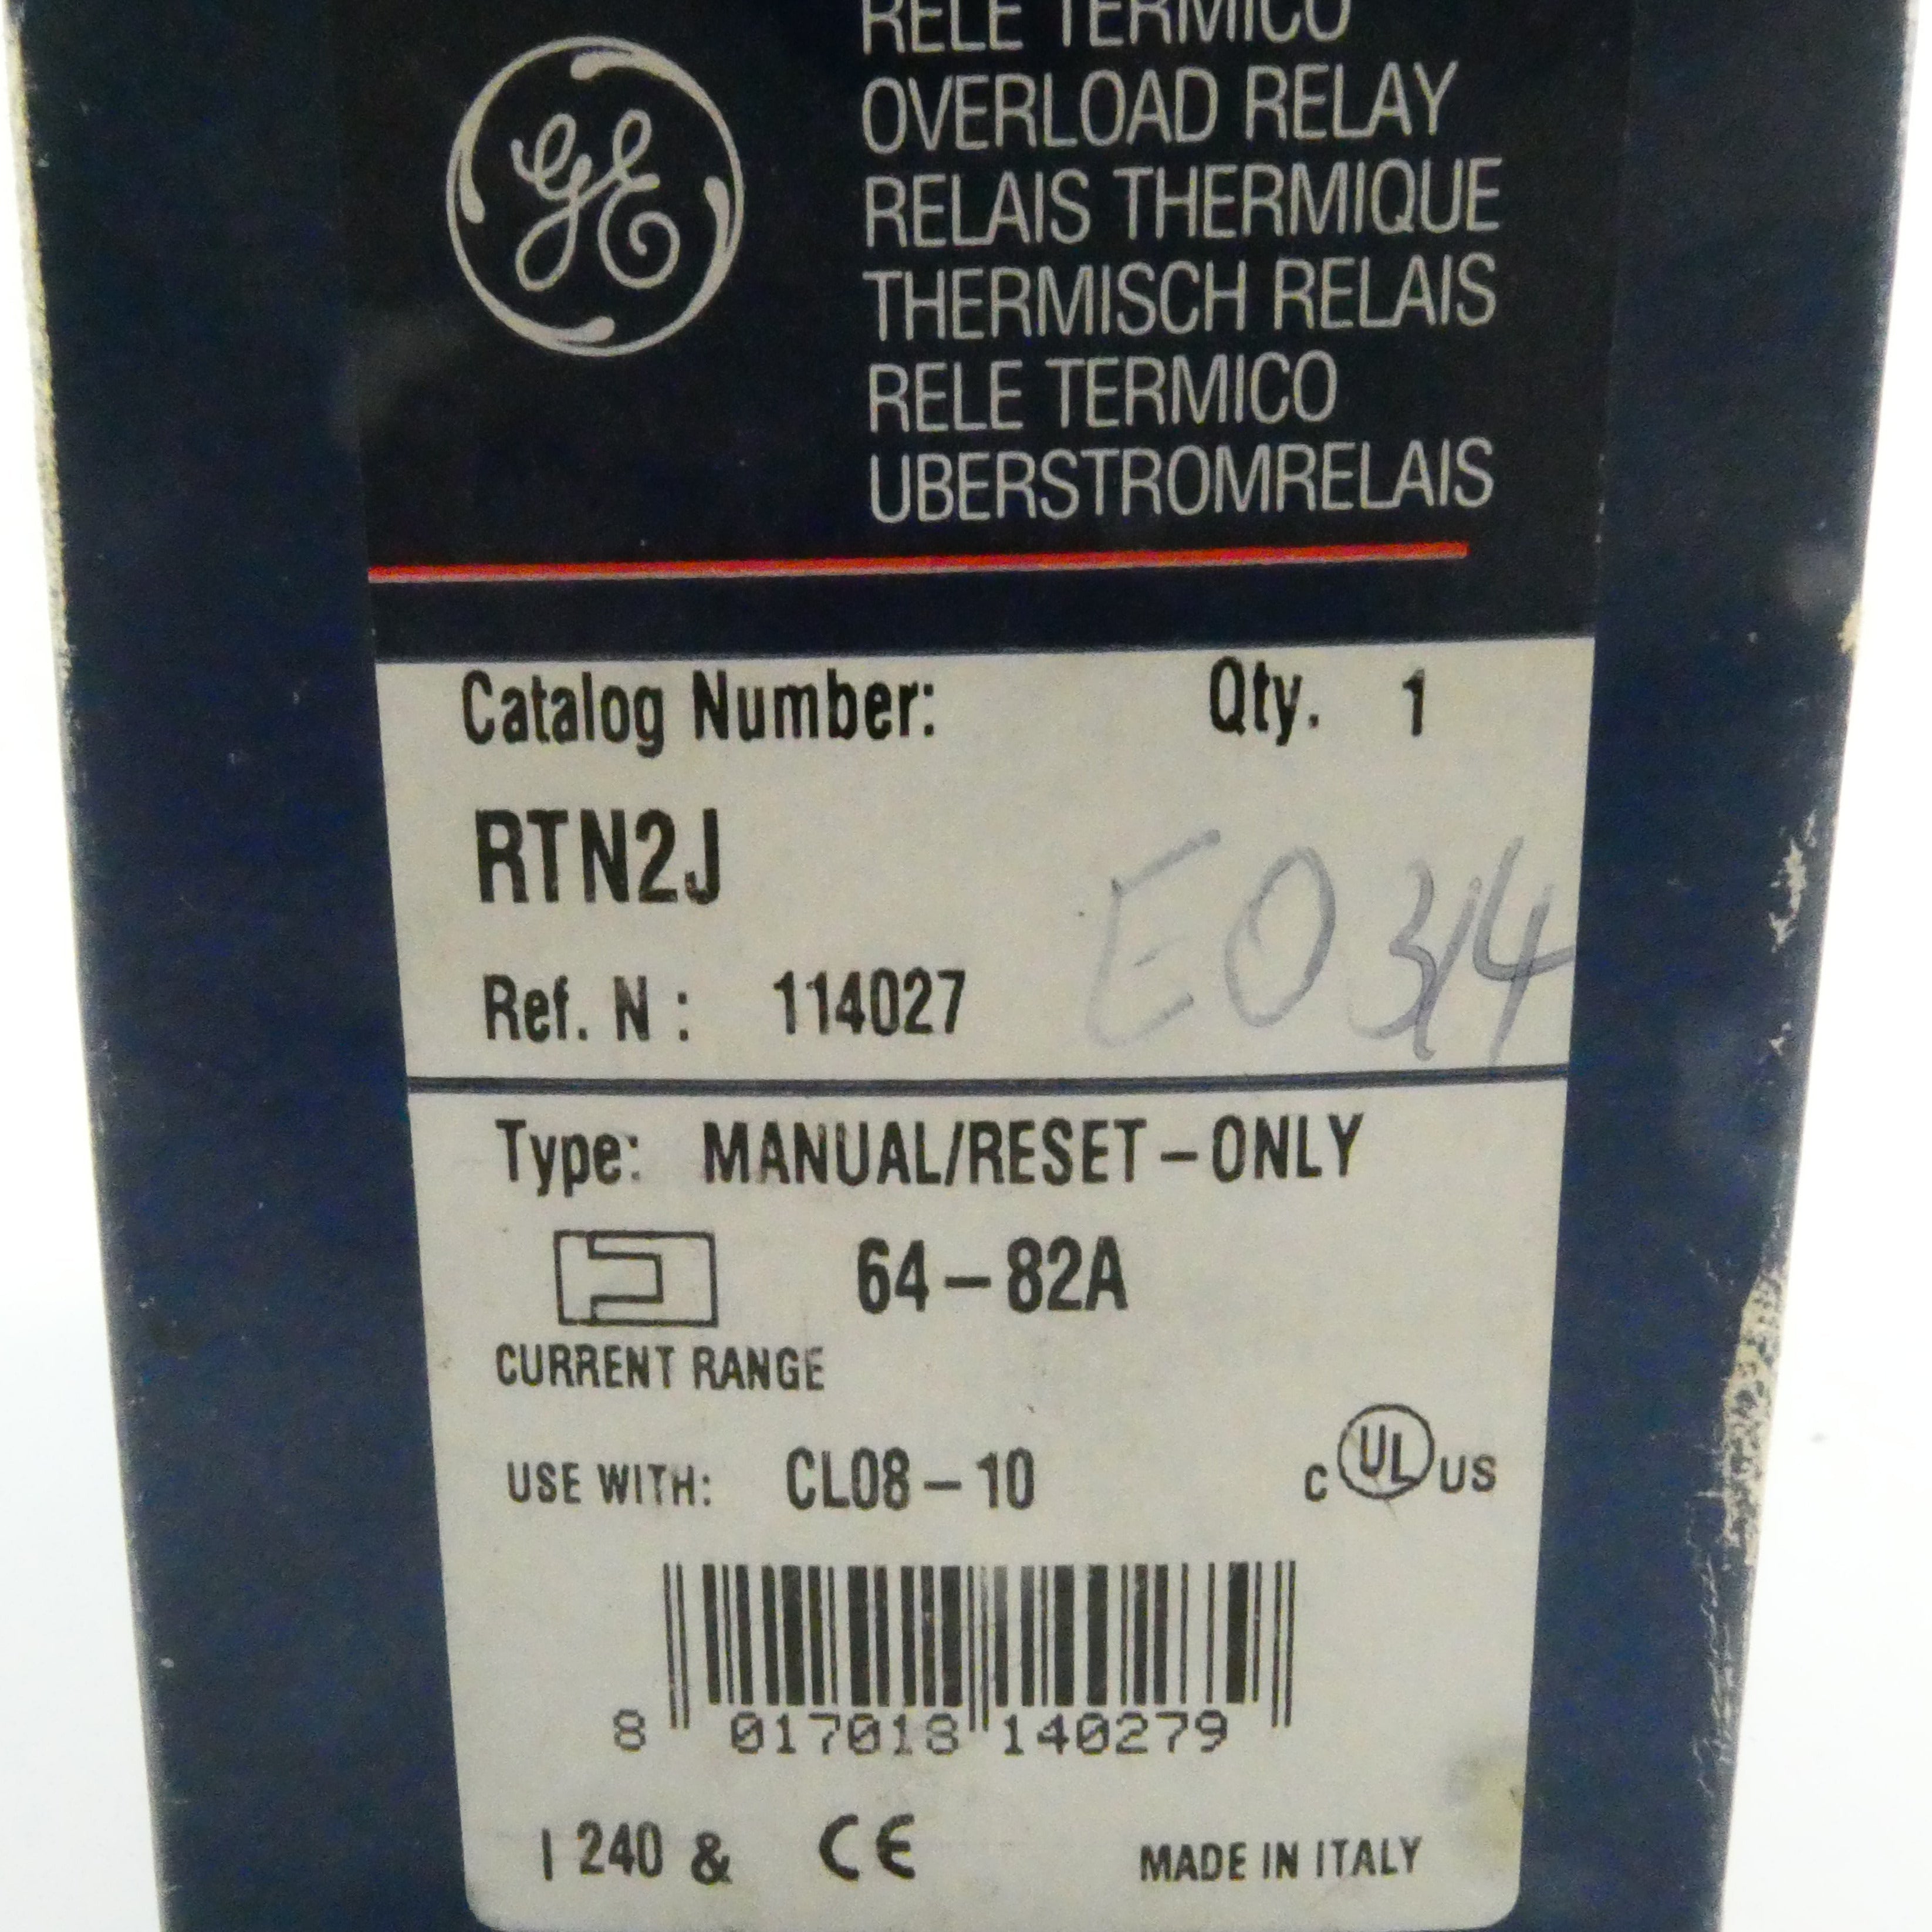 RELE TERMICO
OVERLOAD RELAY
RELAIS THERMIQUE
THERMISCH RELAIS
RELE TERMICO
UBERSTROMRELAIS
GE
Catalog Number: Qty. 1
RTN2J
E0314
Ref. N : 114027
Type: MANUAL/RESET-ONLY
64-82A
CURRENT RANGE
USE WITH: CL08-10
C UL US
8 017018 140279
I 240 & CE MADE IN ITALY